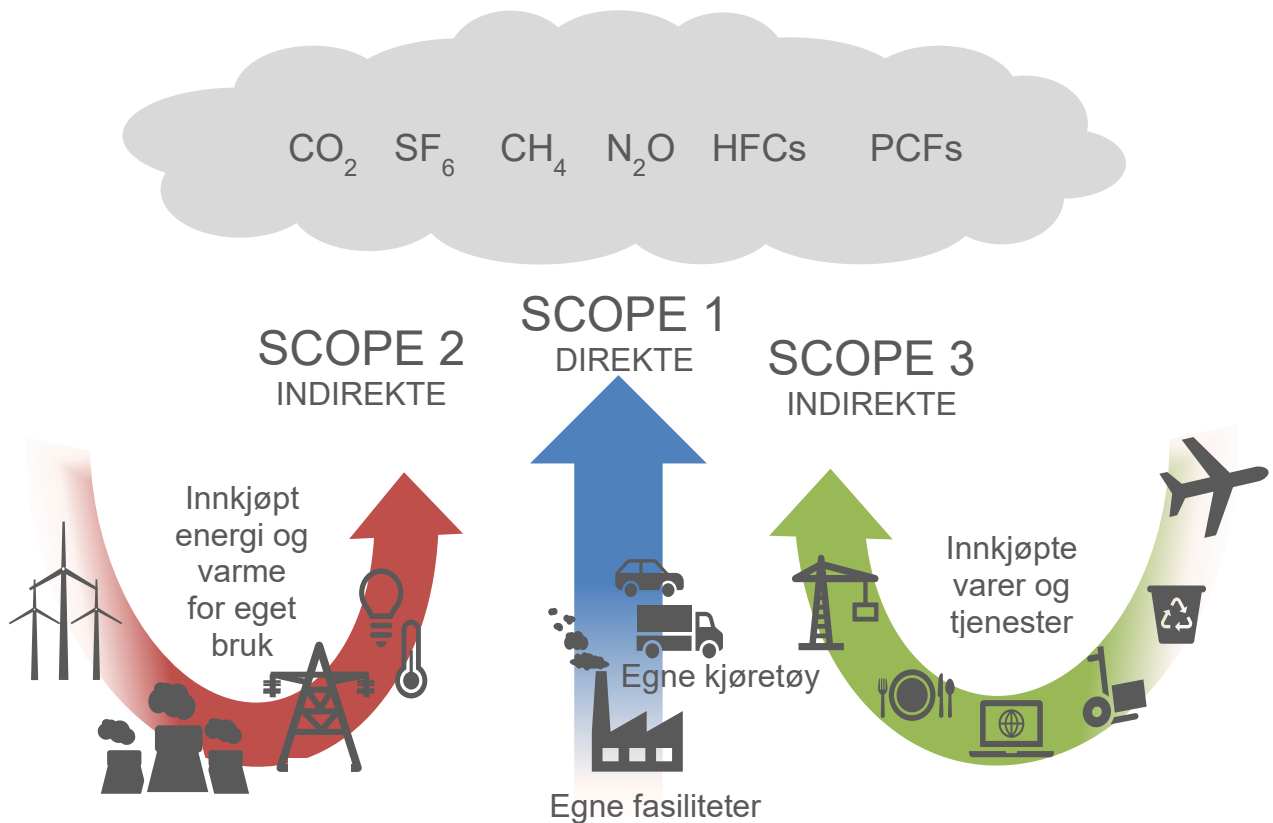 CO₂ SF₆ CH₄ N₂O HFCs PCFs
SCOPE 2
INDIREKTE
SCOPE 1
DIREKTE
SCOPE 3
INDIREKTE
Innkjøpt
energi og
varme
for eget
bruk
Egne kjøretøy
Egne fasiliteter
Innkjøpte
varer og
tjenester